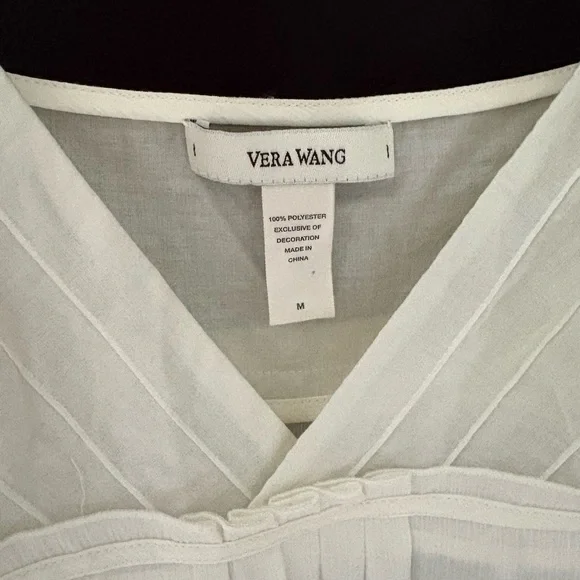 VERA WANG
100% POLYESTER
EXCLUSIVE OF
DECORATION
MADE IN
CHINA
M